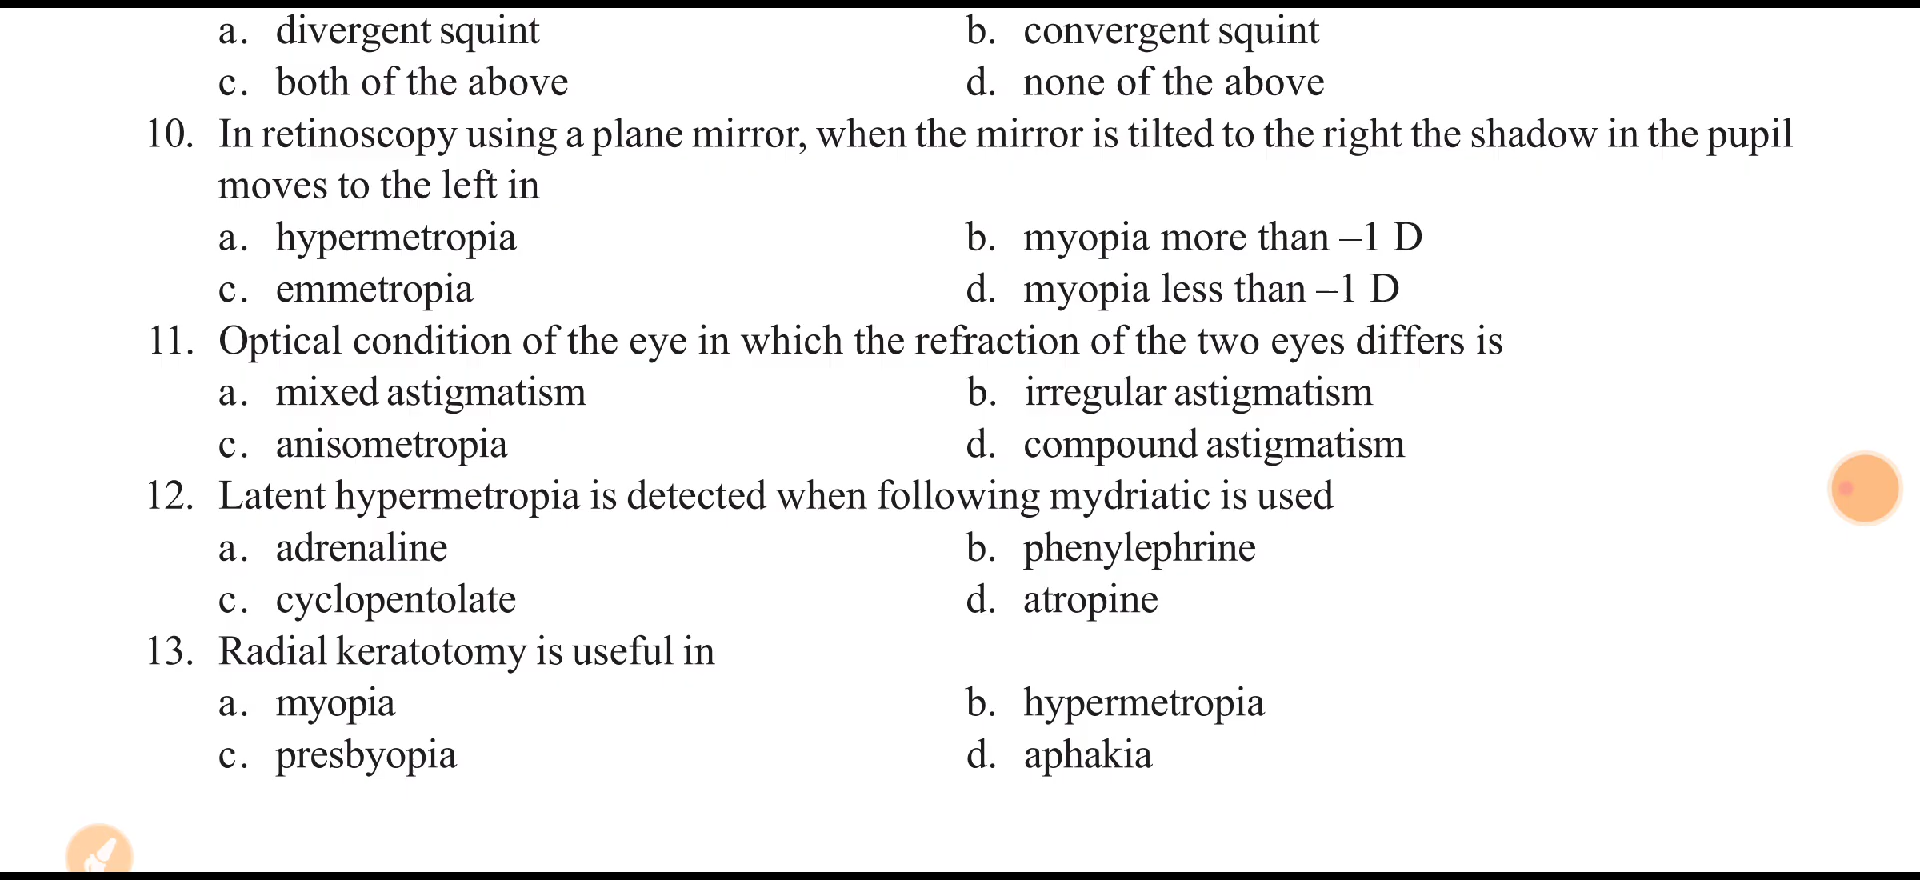 a. divergent squint b. convergent squint
c. both of the above d. none of the above
10. In retinoscopy using a plane mirror, when the mirror is tilted to the right the shadow in the pupil
moves to the left in
a. hypermetropia b. myopia more than –1 D
c. emmetropia d. myopia less than –1 D
11. Optical condition of the eye in which the refraction of the two eyes differs is
a. mixed astigmatism b. irregular astigmatism
c. anisometropia d. compound astigmatism
12. Latent hypermetropia is detected when following mydriatic is used
a. adrenaline b. phenylephrine
c. cyclopentolate d. atropine
13. Radial keratotomy is useful in
a. myopia b. hypermetropia
c. presbyopia d. aphakia